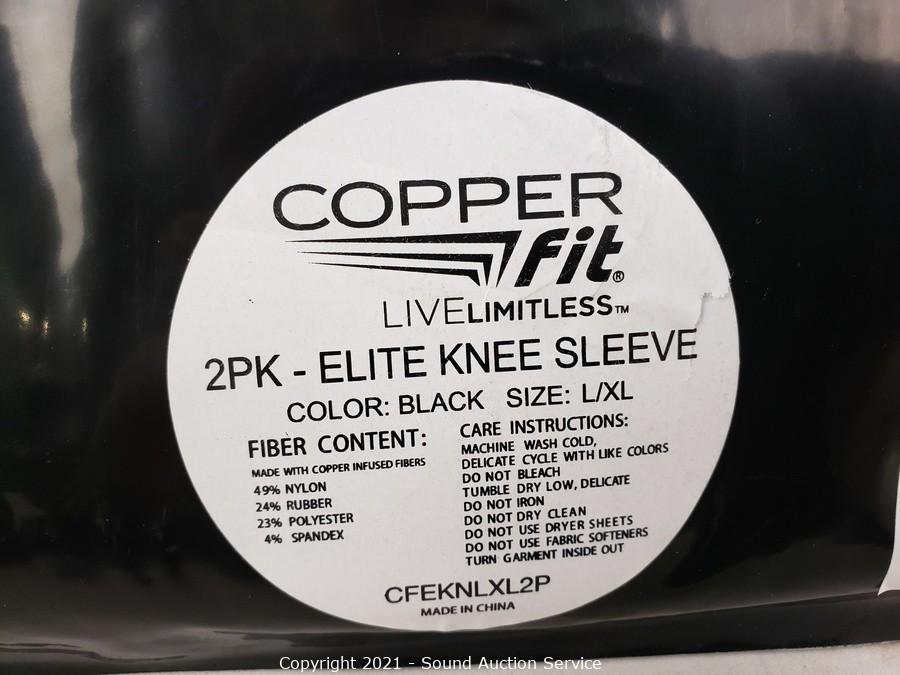 COPPER
fit®
LIVELIMITLESS™
2PK - ELITE KNEE SLEEVE
COLOR: BLACK SIZE: L/XL
FIBER CONTENT:
MADE WITH COPPER INFUSED FIBERS
49% NYLON
24% RUBBER
23% POLYESTER
4% SPANDEX
CARE INSTRUCTIONS:
MACHINE WASH COLD,
DELICATE CYCLE WITH LIKE COLORS
DO NOT BLEACH
TUMBLE DRY LOW, DELICATE
DO NOT IRON
DO NOT DRY CLEAN
DO NOT USE DRYER SHEETS
DO NOT USE FABRIC SOFTENERS
TURN GARMENT INSIDE OUT
CFEKNLXL2P
MADE IN CHINA
Copyright 2021 - Sound Auction Service